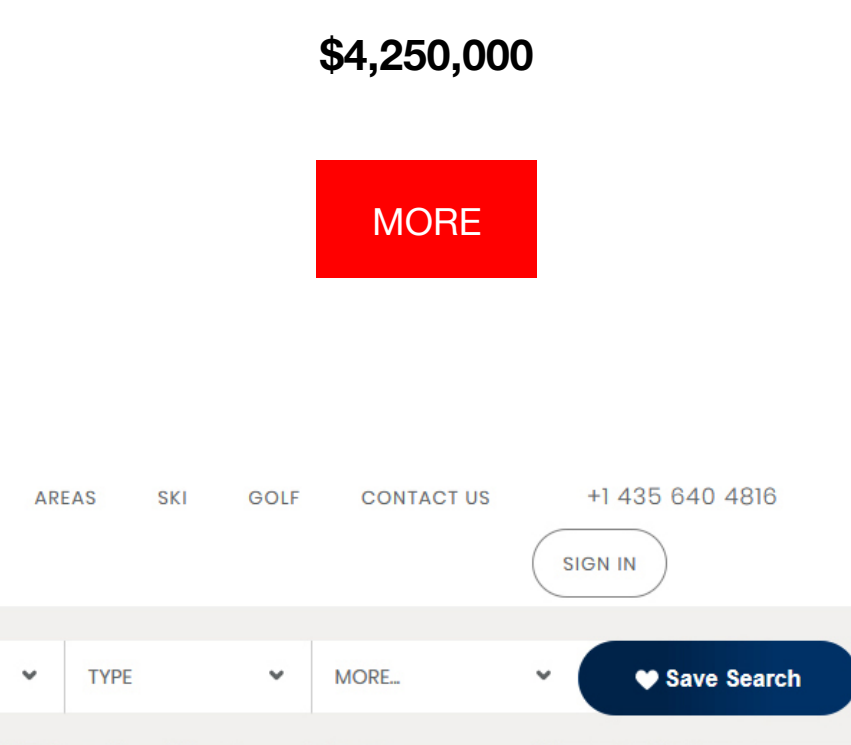 $4,250,000
MORE
AREAS SKI GOLF CONTACT US +1 435 640 4816
SIGN IN
TYPE MORE... Save Search